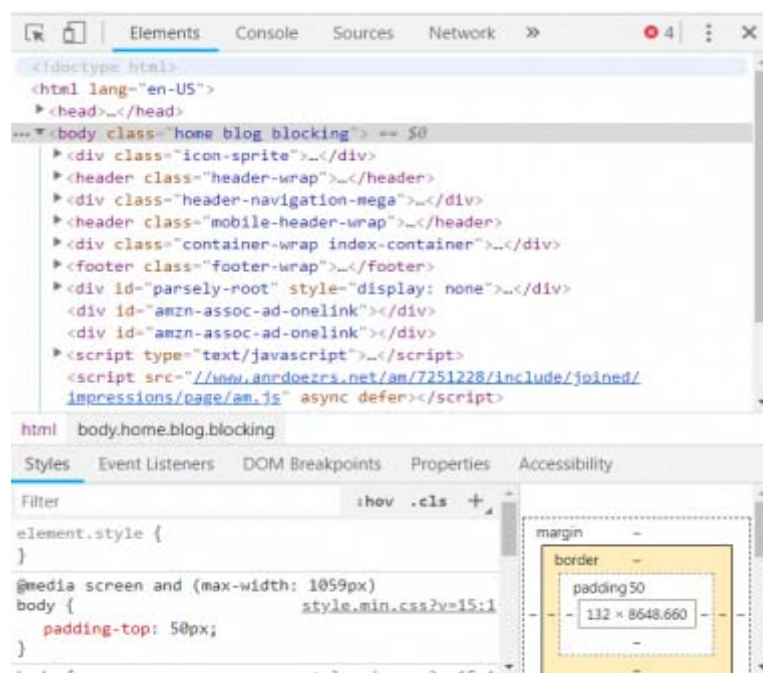 Elements Console Sources Network » 4
<!doctype html>
<html lang="en-US">
<head>…</head>
<body class="home blog blocking"> == $0
<div class="icon-sprite">…</div>
<header class="header-wrap">…</header>
<div class="header-navigation-mega">…</div>
<header class="mobile-header-wrap">…</header>
<div class="container-wrap index-container">…</div>
<footer class="footer-wrap">…</footer>
<div id="parsely-root" style="display: none">…</div>
<div id="amzn-assoc-ad-onelink"></div>
<div id="amzn-assoc-ad-onelink"></div>
<script type="text/javascript">…</script>
<script src="//www.anrdoezrs.net/am/7251228/include/joined/
impressions/page/am.js" async defer></script>
html body.home.blog.blocking
Styles Event Listeners DOM Breakpoints Properties Accessibility
Filter :hov .cls +
element.style {
}
@media screen and (max-width: 1059px)
body { style.min.css?v=15:1
padding-top: 50px;
}
margin -
border -
padding 50
- - - 132 × 8648.660 - - -
-
-